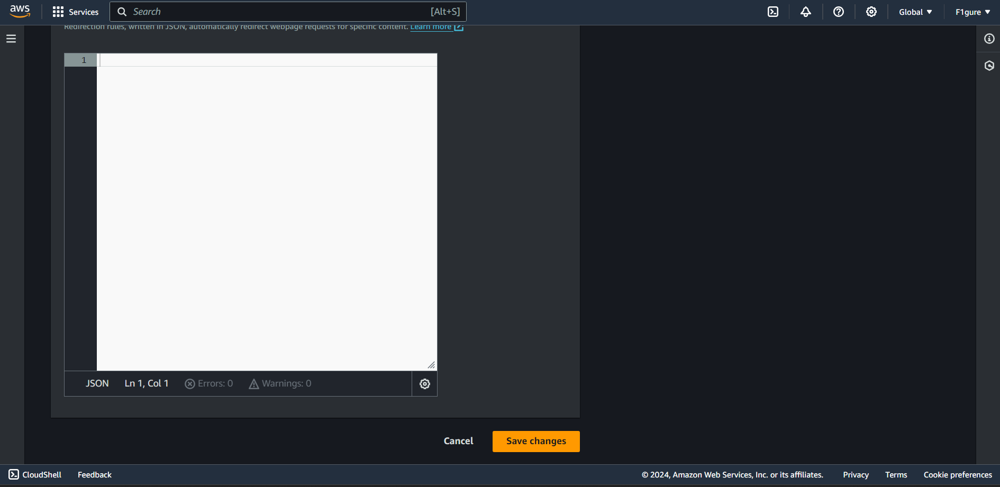 aws Services Search [Alt+S] Global F1gure
Redirection rules, written in JSON, automatically redirect webpage requests for specific content. Learn more
1
JSON Ln 1, Col 1 Errors: 0 Warnings: 0
Cancel Save changes
CloudShell Feedback © 2024, Amazon Web Services, Inc. or its affiliates. Privacy Terms Cookie preferences